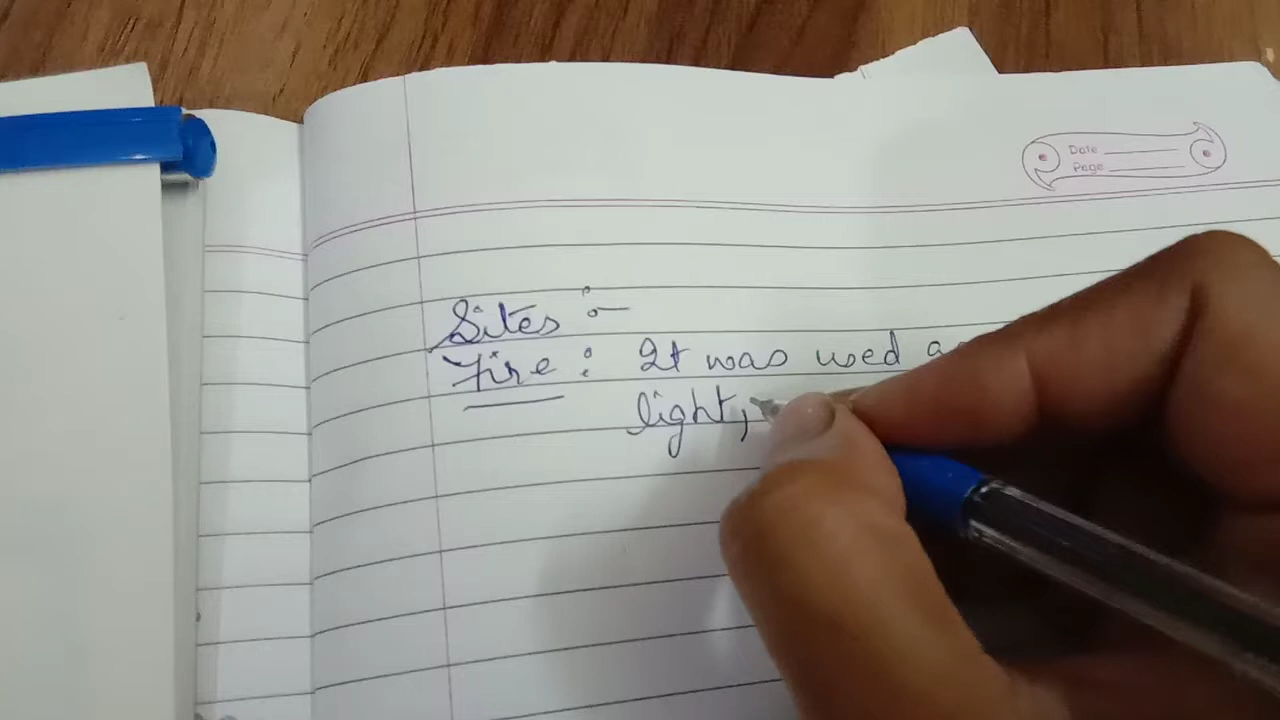 Date
Page
Sites :-
Fire : It was used
light,